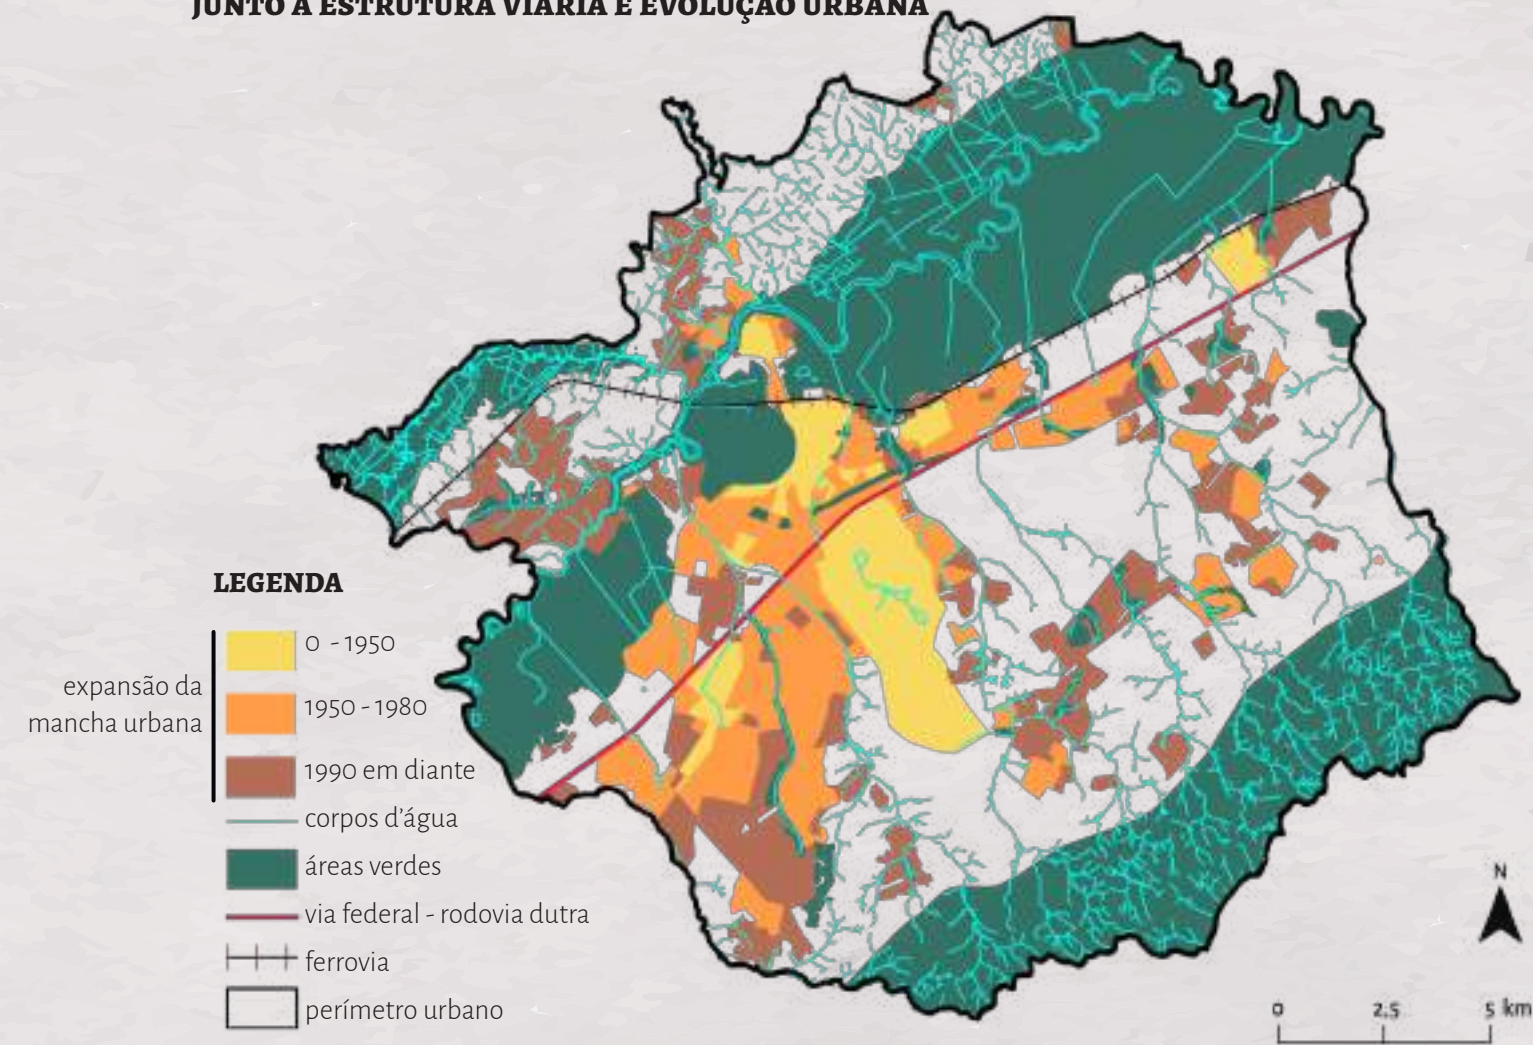 JUNTO A ESTRUTURA VIÁRIA E EVOLUÇÃO URBANA
LEGENDA
expansão da
mancha urbana
0 - 1950
1950 - 1980
1990 em diante
corpos d'água
áreas verdes
via federal - rodovia dutra
ferrovia
perímetro urbano
N
0 2,5 5 km